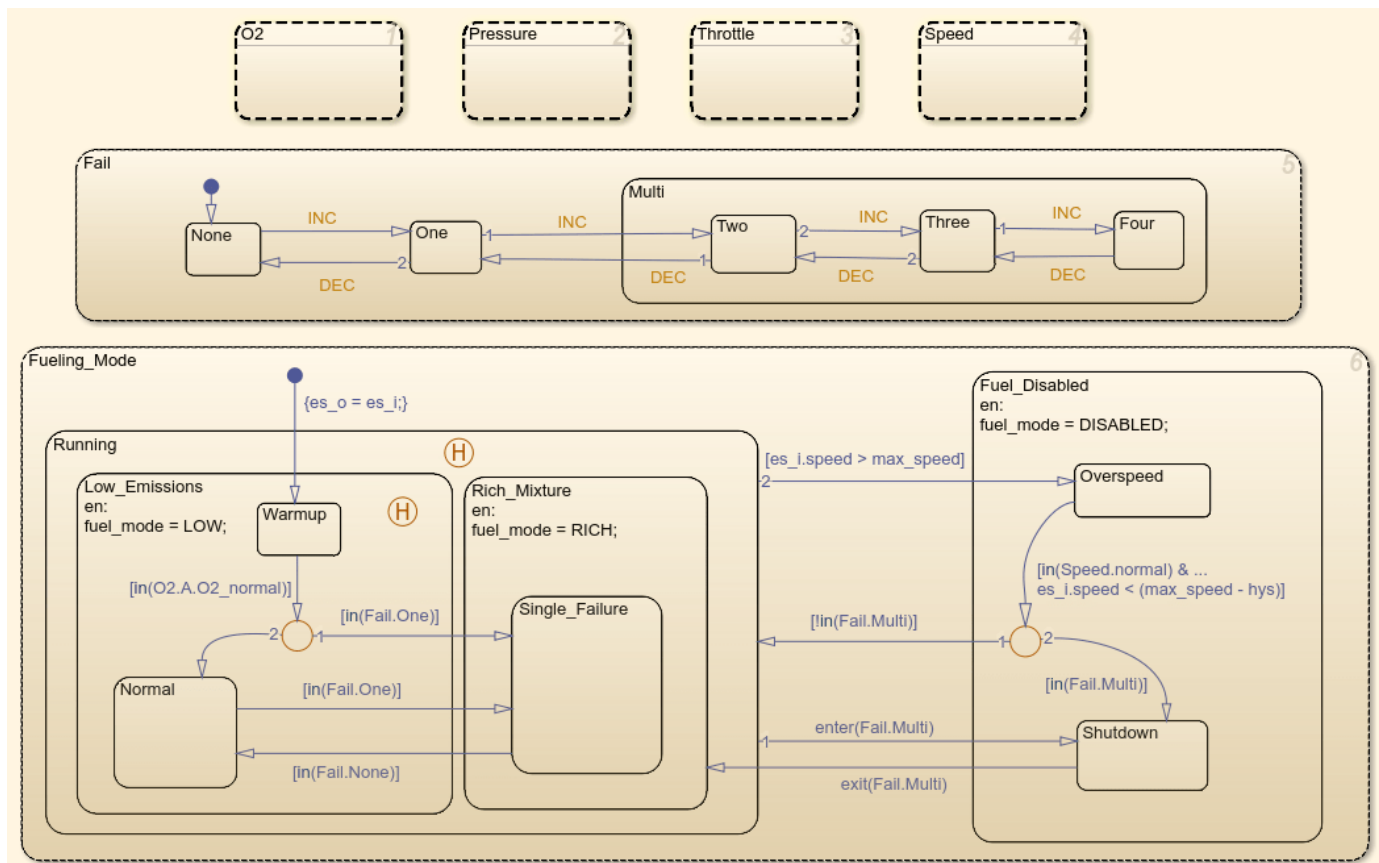 O2
1
Pressure
2
Throttle
3
Speed
4
Fail
5
None
INC
DEC
One
1
2
INC
DEC
Multi
Two
2
1
INC
DEC
Three
1
2
INC
DEC
Four
Fueling_Mode
6
{es_o = es_i;}
Running
H
Low_Emissions
en:
fuel_mode = LOW;
H
Warmup
[in(O2.A.O2_normal)]
2
1
[in(Fail.One)]
Normal
[in(Fail.One)]
[in(Fail.None)]
Rich_Mixture
en:
fuel_mode = RICH;
Single_Failure
[es_i.speed > max_speed]
2
Fuel_Disabled
en:
fuel_mode = DISABLED;
Overspeed
[in(Speed.normal) & ...
es_i.speed < (max_speed - hys)]
[!in(Fail.Multi)]
1
2
[in(Fail.Multi)]
1
enter(Fail.Multi)
Shutdown
exit(Fail.Multi)